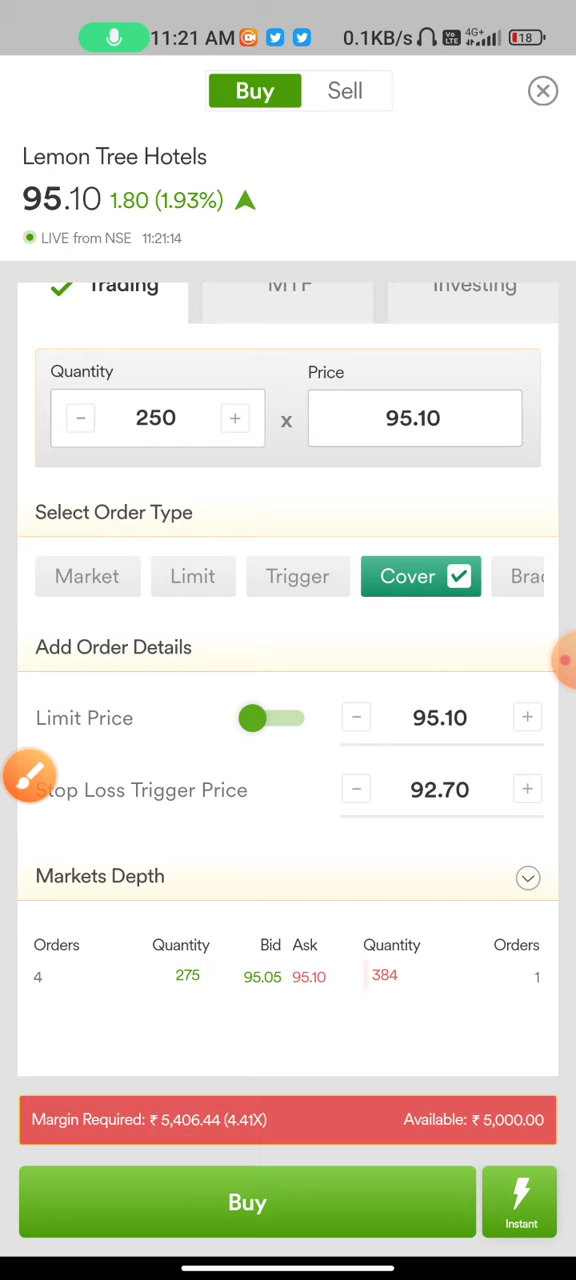 11:21 AM 0.1KB/s Vo LTE 4G+ 18
Buy Sell
Lemon Tree Hotels
95.10 1.80 (1.93%)
LIVE from NSE 11:21:14
Trading MTF Investing
Quantity Price
- 250 + x 95.10
Select Order Type
Market Limit Trigger Cover Brac
Add Order Details
Limit Price - 95.10 +
Stop Loss Trigger Price - 92.70 +
Markets Depth
Orders Quantity Bid Ask Quantity Orders
4 275 95.05 95.10 384 1
Margin Required: ₹ 5,406.44 (4.41X) Available: ₹ 5,000.00
Buy
Instant